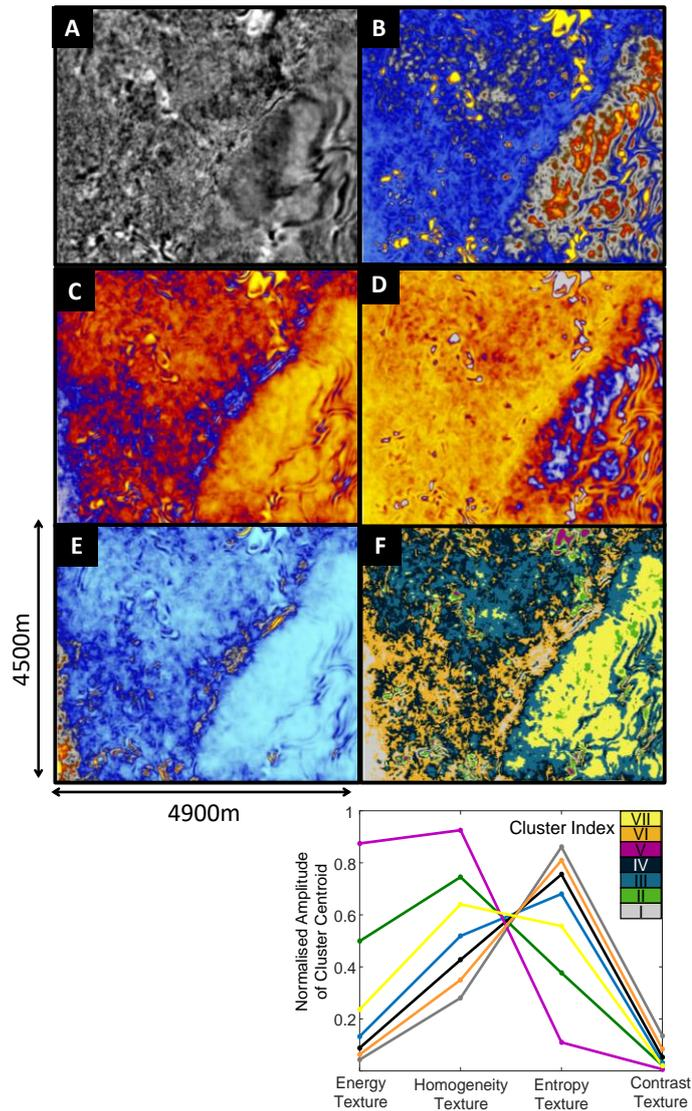 A
B
C
D
E
F
4500m
4900m
Cluster Index
VII
VI
V
IV
III
II
I
Normalised Amplitude
of Cluster Centroid
1
0.8
0.6
0.4
0.2
Energy
Texture
Homogeneity
Texture
Entropy
Texture
Contrast
Texture